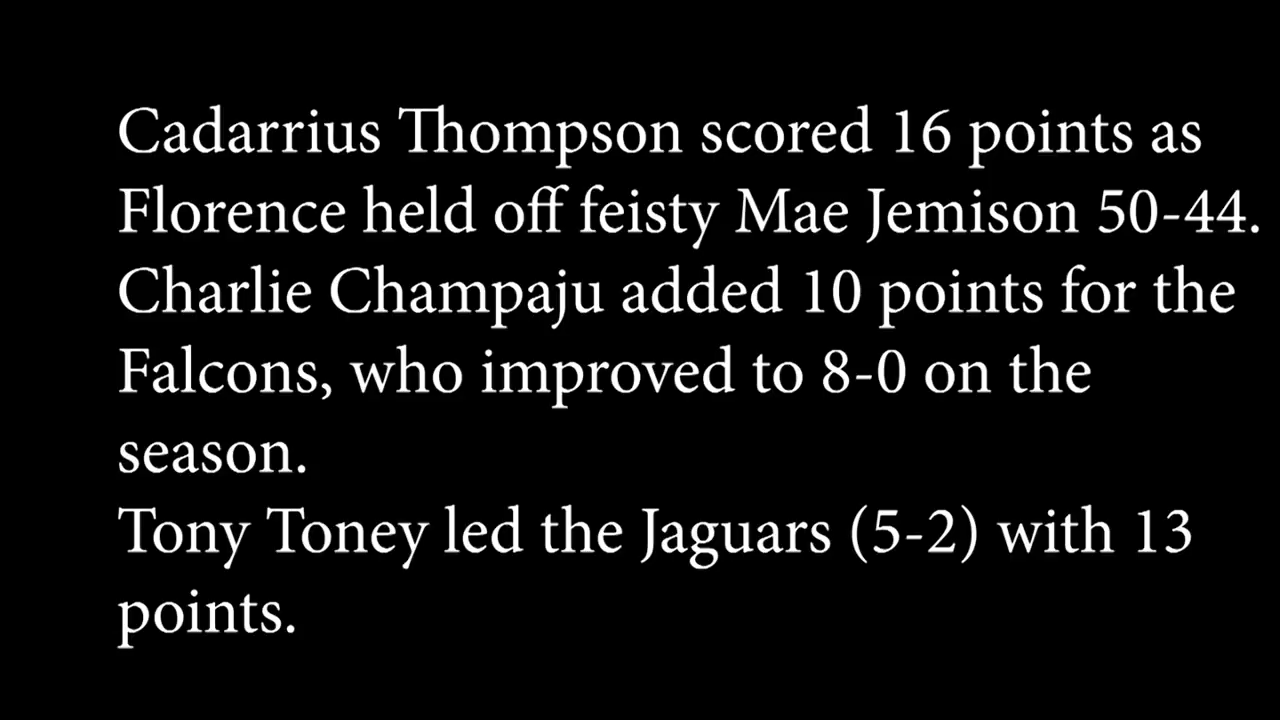 Cadarrius Thompson scored 16 points as
Florence held off feisty Mae Jemison 50-44.
Charlie Champaju added 10 points for the
Falcons, who improved to 8-0 on the
season.
Tony Toney led the Jaguars (5-2) with 13
points.